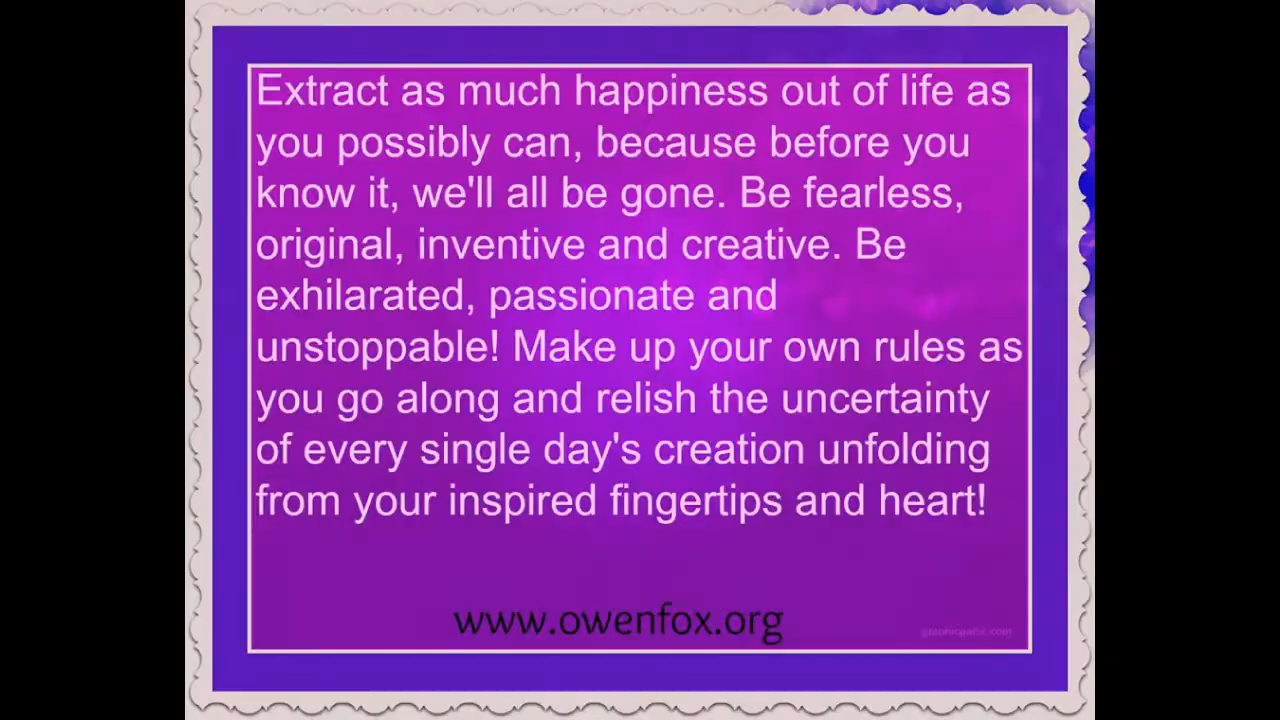 Extract as much happiness out of life as
you possibly can, because before you
know it, we'll all be gone. Be fearless,
original, inventive and creative. Be
exhilarated, passionate and
unstoppable! Make up your own rules as
you go along and relish the uncertainty
of every single day's creation unfolding
from your inspired fingertips and heart!
www.owenfox.org